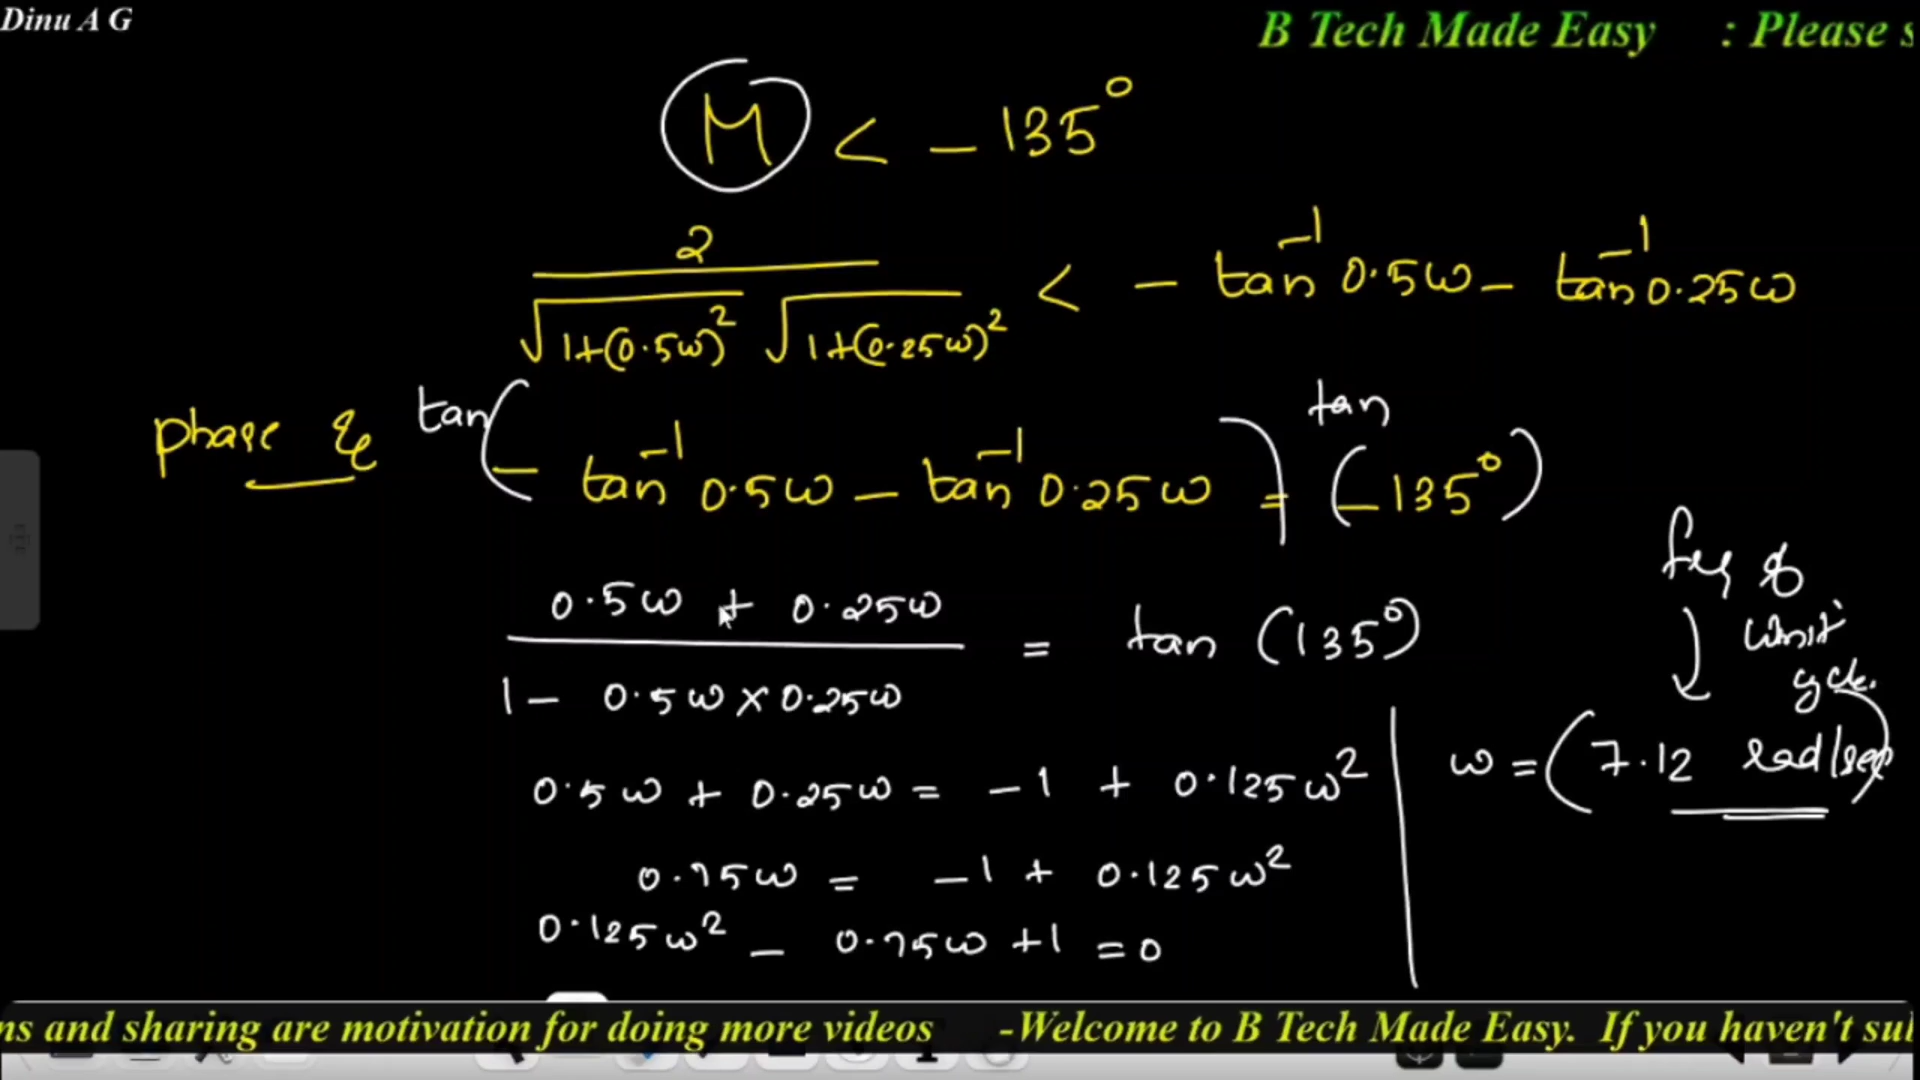 Dinu A G
B Tech Made Easy : Please s
M < - 135°
2
√1+(0.5ω)² √1+(0.25ω)² < - tan⁻¹ 0.5ω - tan⁻¹ 0.25ω
phase & tan(- tan⁻¹ 0.5ω - tan⁻¹ 0.25ω) = tan (-135°)
0.5ω + 0.25ω
1 - 0.5ω × 0.25ω = tan (135°)
of
limit
cycle.
0.5ω + 0.25ω = -1 + 0.125ω²
ω = (7.12 rad/sec)
0.75ω = -1 + 0.125ω²
0.125ω² - 0.75ω + 1 = 0
ns and sharing are motivation for doing more videos -Welcome to B Tech Made Easy. If you haven't sul